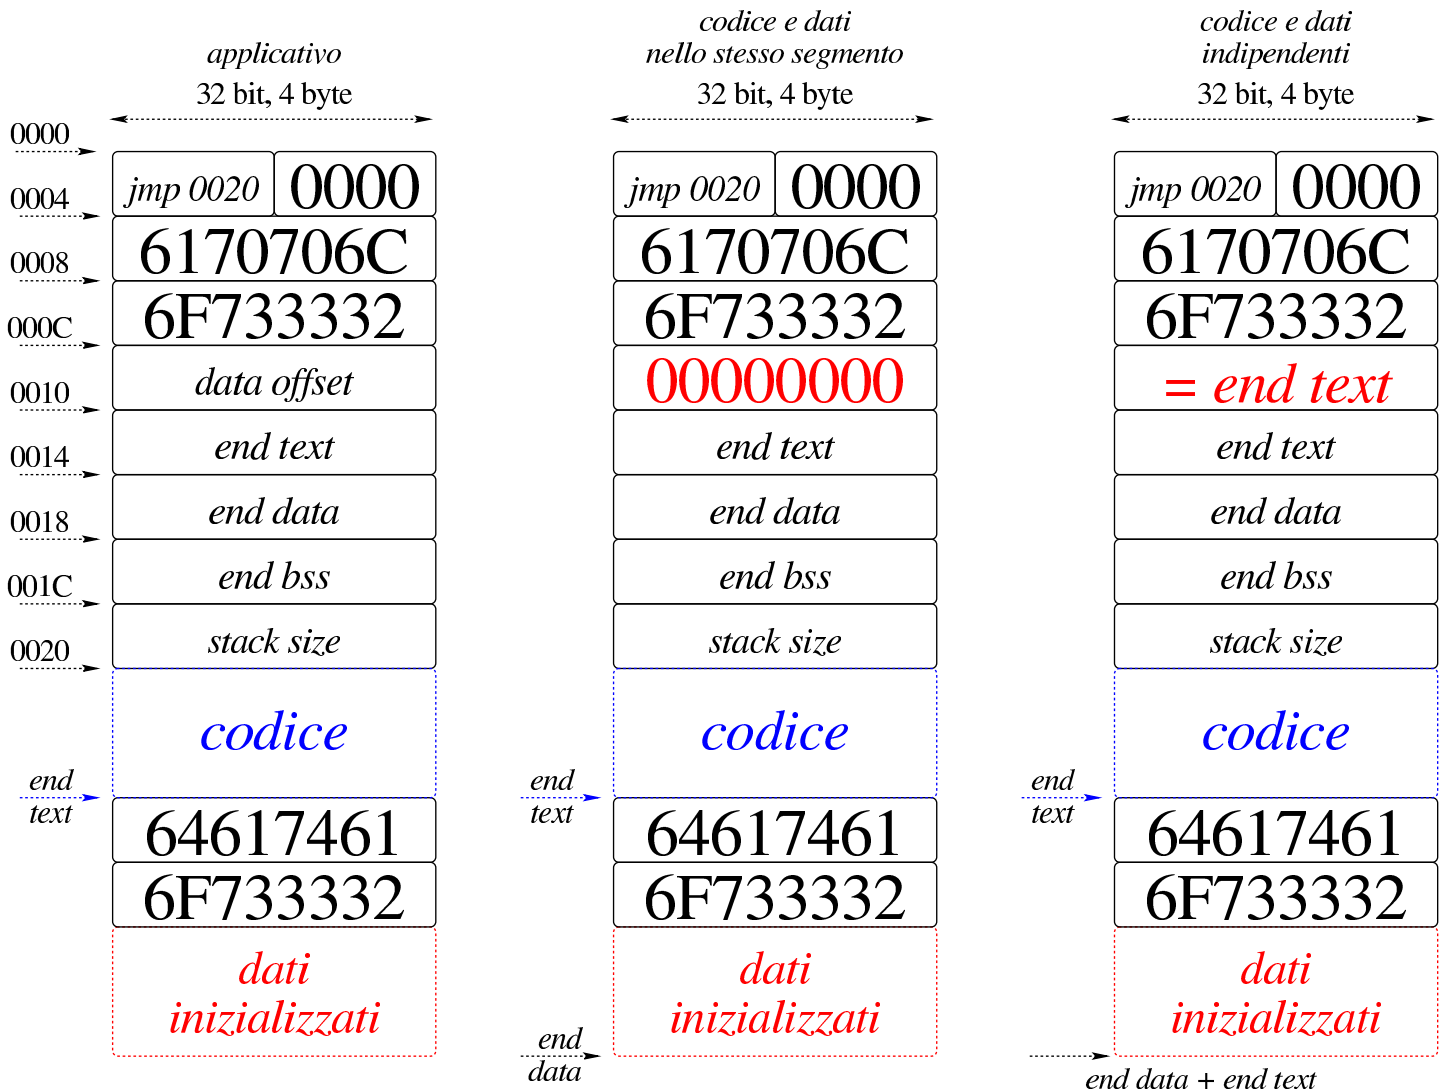 applicativo
32 bit, 4 byte
codice e dati
nello stesso segmento
32 bit, 4 byte
codice e dati
indipendenti
32 bit, 4 byte
0000
0004
0008
000C
0010
0014
0018
001C
0020
end
text
jmp 0020 0000
6170706C
6F733332
data offset
end text
end data
end bss
stack size
codice
64617461
6F733332
dati
inizializzati
end
text
end
data
jmp 0020 0000
6170706C
6F733332
00000000
end text
end data
end bss
stack size
codice
64617461
6F733332
dati
inizializzati
end
text
jmp 0020 0000
6170706C
6F733332
= end text
end text
end data
end bss
stack size
codice
64617461
6F733332
dati
inizializzati
end data + end text